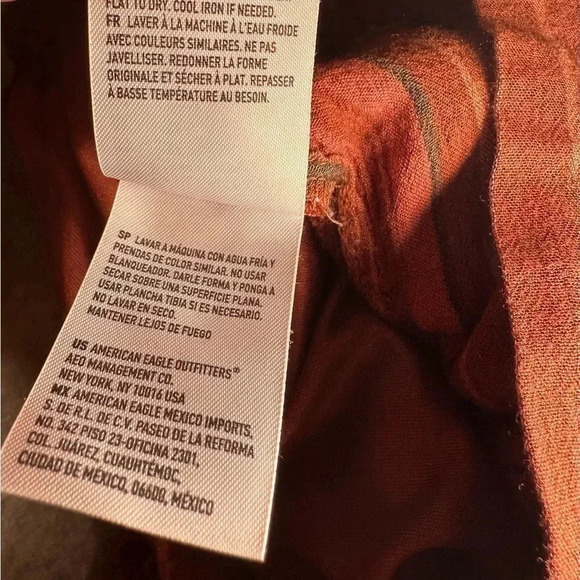 FLAT TO DRY. COOL IRON IF NEEDED.
FR LAVER À LA MACHINE À L'EAU FROIDE
AVEC COULEURS SIMILAIRES. NE PAS
JAVELLISER. REDONNER LA FORME
ORIGINALE ET SÉCHER À PLAT. REPASSER
À BASSE TEMPÉRATURE AU BESOIN.
SP LAVAR A MÁQUINA CON AGUA FRÍA Y
PRENDAS DE COLOR SIMILAR. NO USAR
BLANQUEADOR. DARLE FORMA Y PONGA A
SECAR SOBRE UNA SUPERFICIE PLANA.
USAR PLANCHA TIBIA SI ES NECESARIO.
NO LAVAR EN SECO.
MANTENER LEJOS DE FUEGO
US AMERICAN EAGLE OUTFITTERS®
AEO MANAGEMENT CO.
NEW YORK, NY 10016 USA
MX AMERICAN EAGLE MEXICO IMPORTS,
S. DE R.L. DE C.V. PASEO DE LA REFORMA
NO. 342 PISO 23-OFICINA 2301,
COL. JUÁREZ, CUAUHTÉMOC,
CIUDAD DE MÉXICO, 06600, MÉXICO